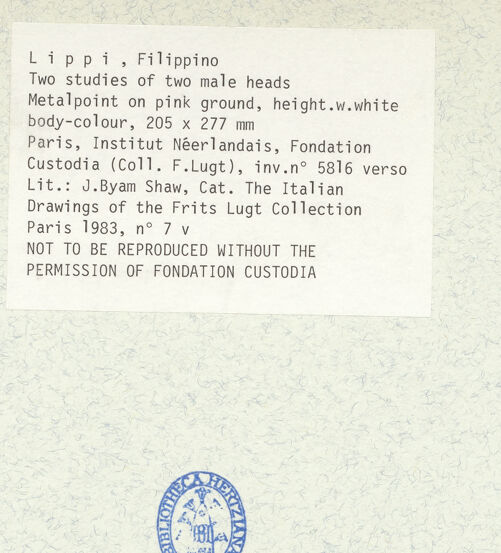 L i p p i , Filippino
Two studies of two male heads
Metalpoint on pink ground, height.w.white
body-colour, 205 x 277 mm
Paris, Institut Néerlandais, Fondation
Custodia (Coll. F.Lugt), inv.n° 5816 verso
Lit.: J.Byam Shaw, Cat. The Italian
Drawings of the Frits Lugt Collection
Paris 1983, n° 7 v
NOT TO BE REPRODUCED WITHOUT THE
PERMISSION OF FONDATION CUSTODIA
BIBLIOTHECA HERTZIANA